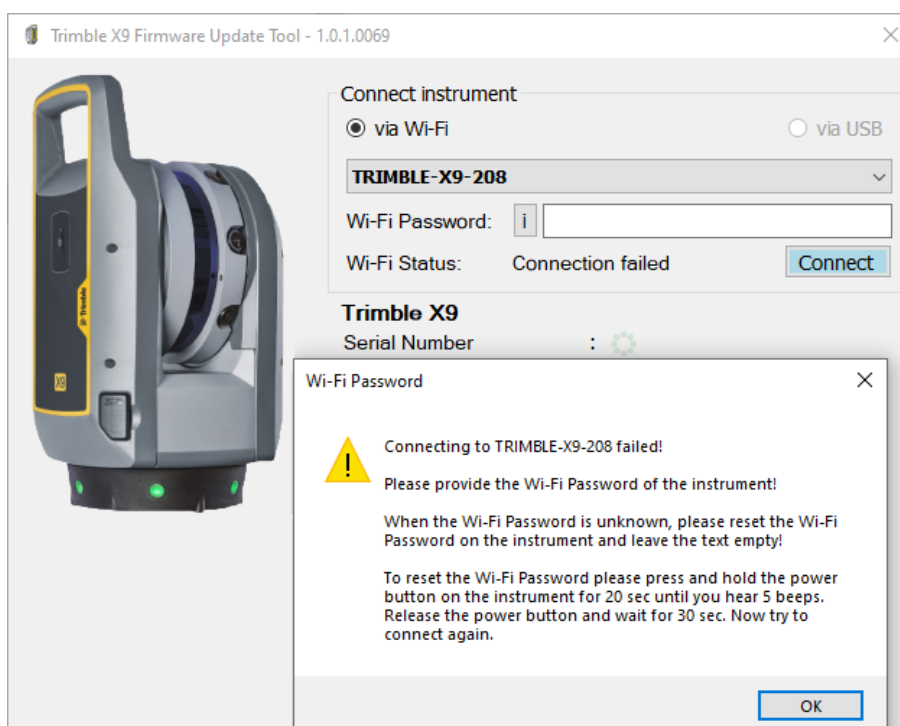 Trimble X9 Firmware Update Tool - 1.0.1.0069
Connect instrument
via Wi-Fi
via USB
TRIMBLE-X9-208
Wi-Fi Password:
i
Wi-Fi Status:
Connection failed
Connect
Trimble X9
Serial Number :
Trimble
X9
Wi-Fi Password
Connecting to TRIMBLE-X9-208 failed!
Please provide the Wi-Fi Password of the instrument!
When the Wi-Fi Password is unknown, please reset the Wi-Fi
Password on the instrument and leave the text empty!
To reset the Wi-Fi Password please press and hold the power
button on the instrument for 20 sec until you hear 5 beeps.
Release the power button and wait for 30 sec. Now try to
connect again.
OK